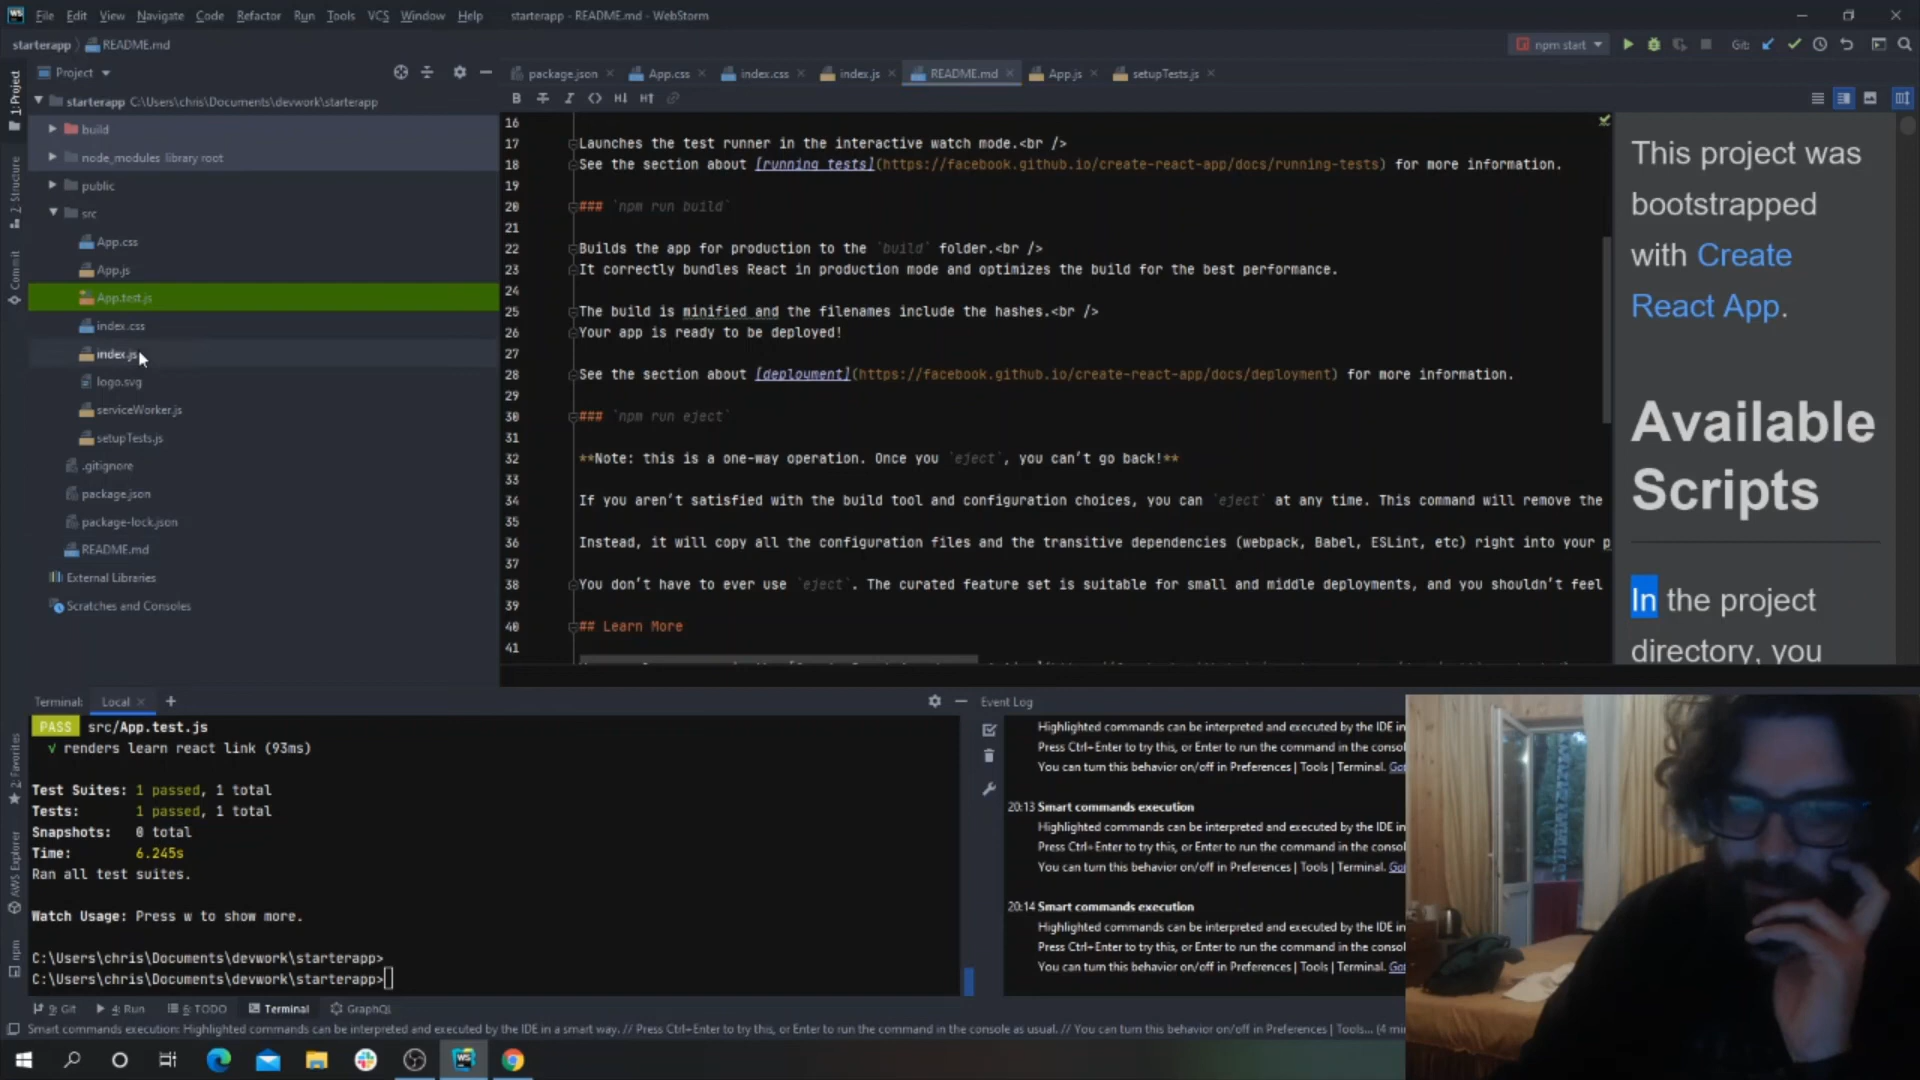 File Edit View Navigate Code Refactor Run Tools VCS Window Help starterapp - README.md - WebStorm
starterapp README.md
npm start
Git:
Project
package.json
App.css
index.css
index.js
README.md
App.js
setupTests.js
1: Project
2: Structure
Commit
2: Favorites
AWS Explorer
npm
starterapp C:\Users\chris\Documents\devwork\starterapp
build
node_modules library root
public
src
App.css
App.js
App.test.js
index.css
index.js
logo.svg
serviceWorker.js
setupTests.js
.gitignore
package.json
package-lock.json
README.md
External Libraries
Scratches and Consoles
16
17 Launches the test runner in the interactive watch mode.<br />
18 See the section about [running tests](https://facebook.github.io/create-react-app/docs/running-tests) for more information.
19
20 ### `npm run build`
21
22 Builds the app for production to the `build` folder.<br />
23 It correctly bundles React in production mode and optimizes the build for the best performance.
24
25 The build is minified and the filenames include the hashes.<br />
26 Your app is ready to be deployed!
27
28 See the section about [deployment](https://facebook.github.io/create-react-app/docs/deployment) for more information.
29
30 ### `npm run eject`
31
32 **Note: this is a one-way operation. Once you `eject`, you can't go back!**
33
34 If you aren't satisfied with the build tool and configuration choices, you can `eject` at any time. This command will remove the
35
36 Instead, it will copy all the configuration files and the transitive dependencies (webpack, Babel, ESLint, etc) right into your p
37
38 You don't have to ever use `eject`. The curated feature set is suitable for small and middle deployments, and you shouldn't feel
39
40 ## Learn More
41
This project was
bootstrapped
with Create
React App.
Available
Scripts
In the project
directory, you
Terminal: Local
PASS src/App.test.js
√ renders learn react link (93ms)
Test Suites: 1 passed, 1 total
Tests: 1 passed, 1 total
Snapshots: 0 total
Time: 6.245s
Ran all test suites.
Watch Usage: Press w to show more.
C:\Users\chris\Documents\devwork\starterapp>
C:\Users\chris\Documents\devwork\starterapp>
Event Log
Highlighted commands can be interpreted and executed by the IDE in
Press Ctrl+Enter to try this, or Enter to run the command in the conso
You can turn this behavior on/off in Preferences | Tools | Terminal. Got
20:13 Smart commands execution
Highlighted commands can be interpreted and executed by the IDE in
Press Ctrl+Enter to try this, or Enter to run the command in the conso
You can turn this behavior on/off in Preferences | Tools | Terminal. Got
20:14 Smart commands execution
Highlighted commands can be interpreted and executed by the IDE in
Press Ctrl+Enter to try this, or Enter to run the command in the conso
You can turn this behavior on/off in Preferences | Tools | Terminal. Got
9: Git 4: Run 6: TODO Terminal GraphQL
Smart commands execution: Highlighted commands can be interpreted and executed by the IDE in a smart way. // Press Ctrl+Enter to try this, or Enter to run the command in the console as usual. // You can turn this behavior on/off in Preferences | Tools... (4 mi